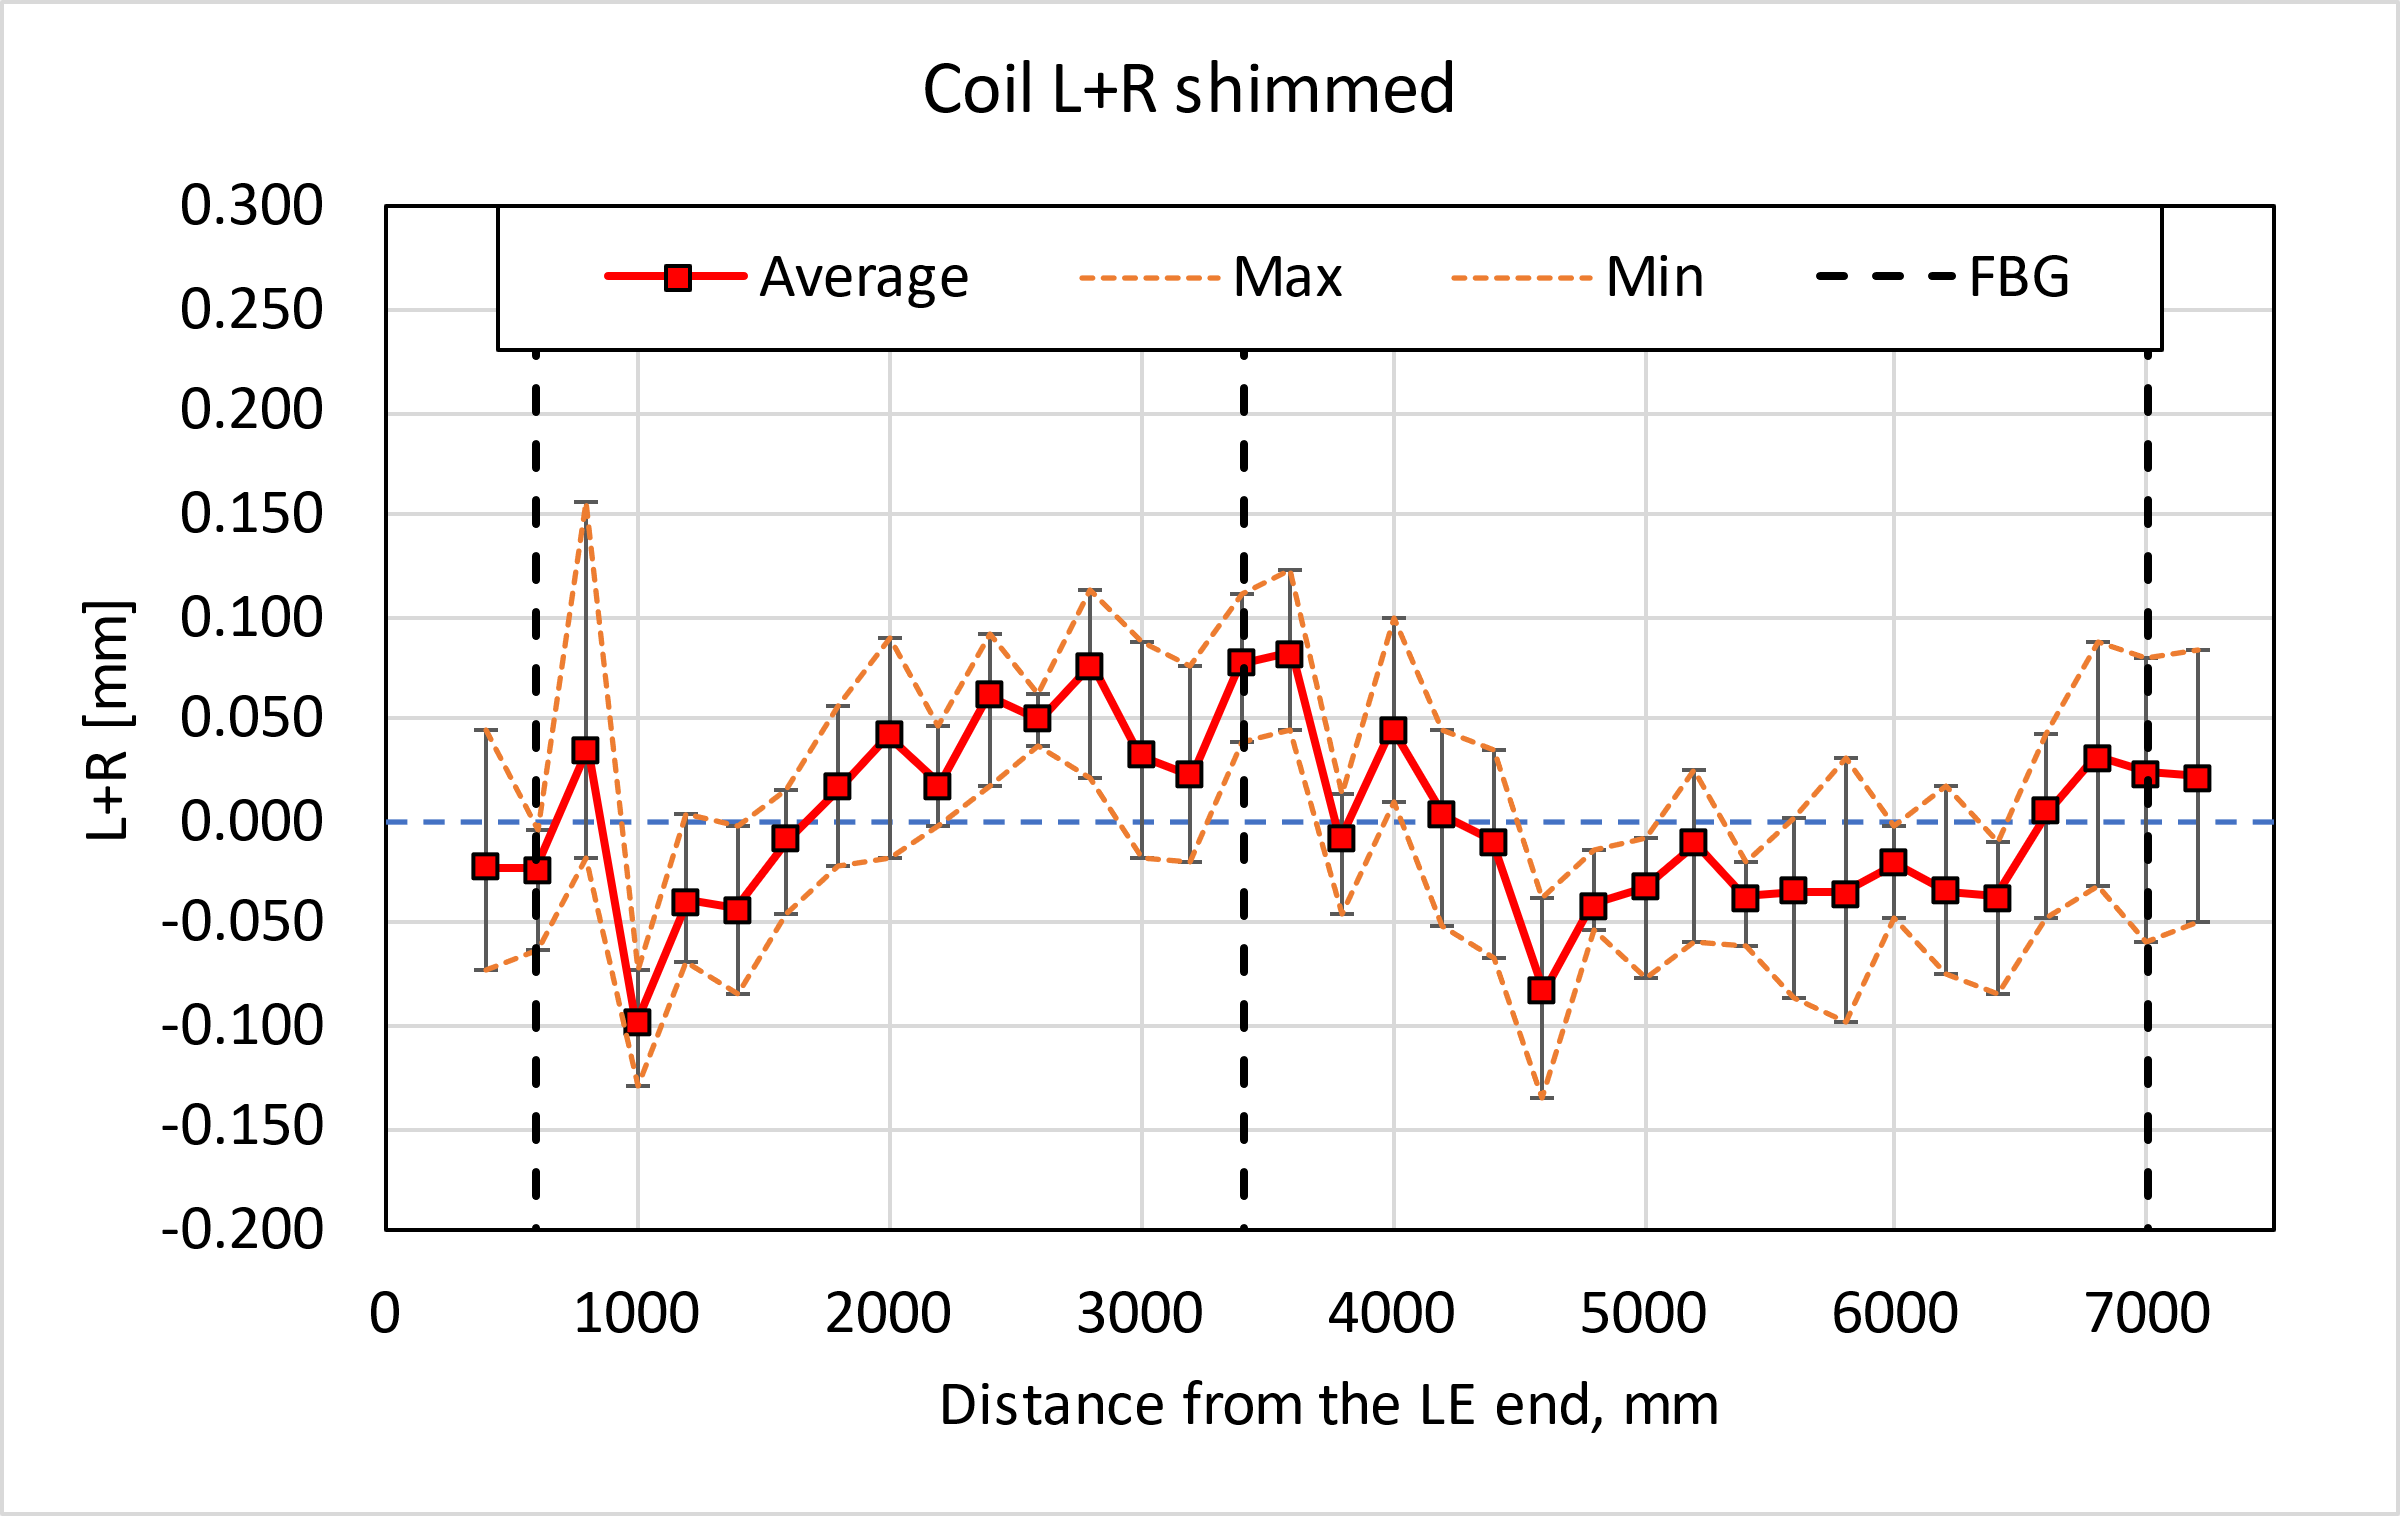 Coil L+R shimmed
0.300
0.250
0.200
0.150
0.100
0.050
0.000
-0.050
-0.100
-0.150
-0.200
L+R [mm]
Average Max Min FBG
0 1000 2000 3000 4000 5000 6000 7000
Distance from the LE end, mm